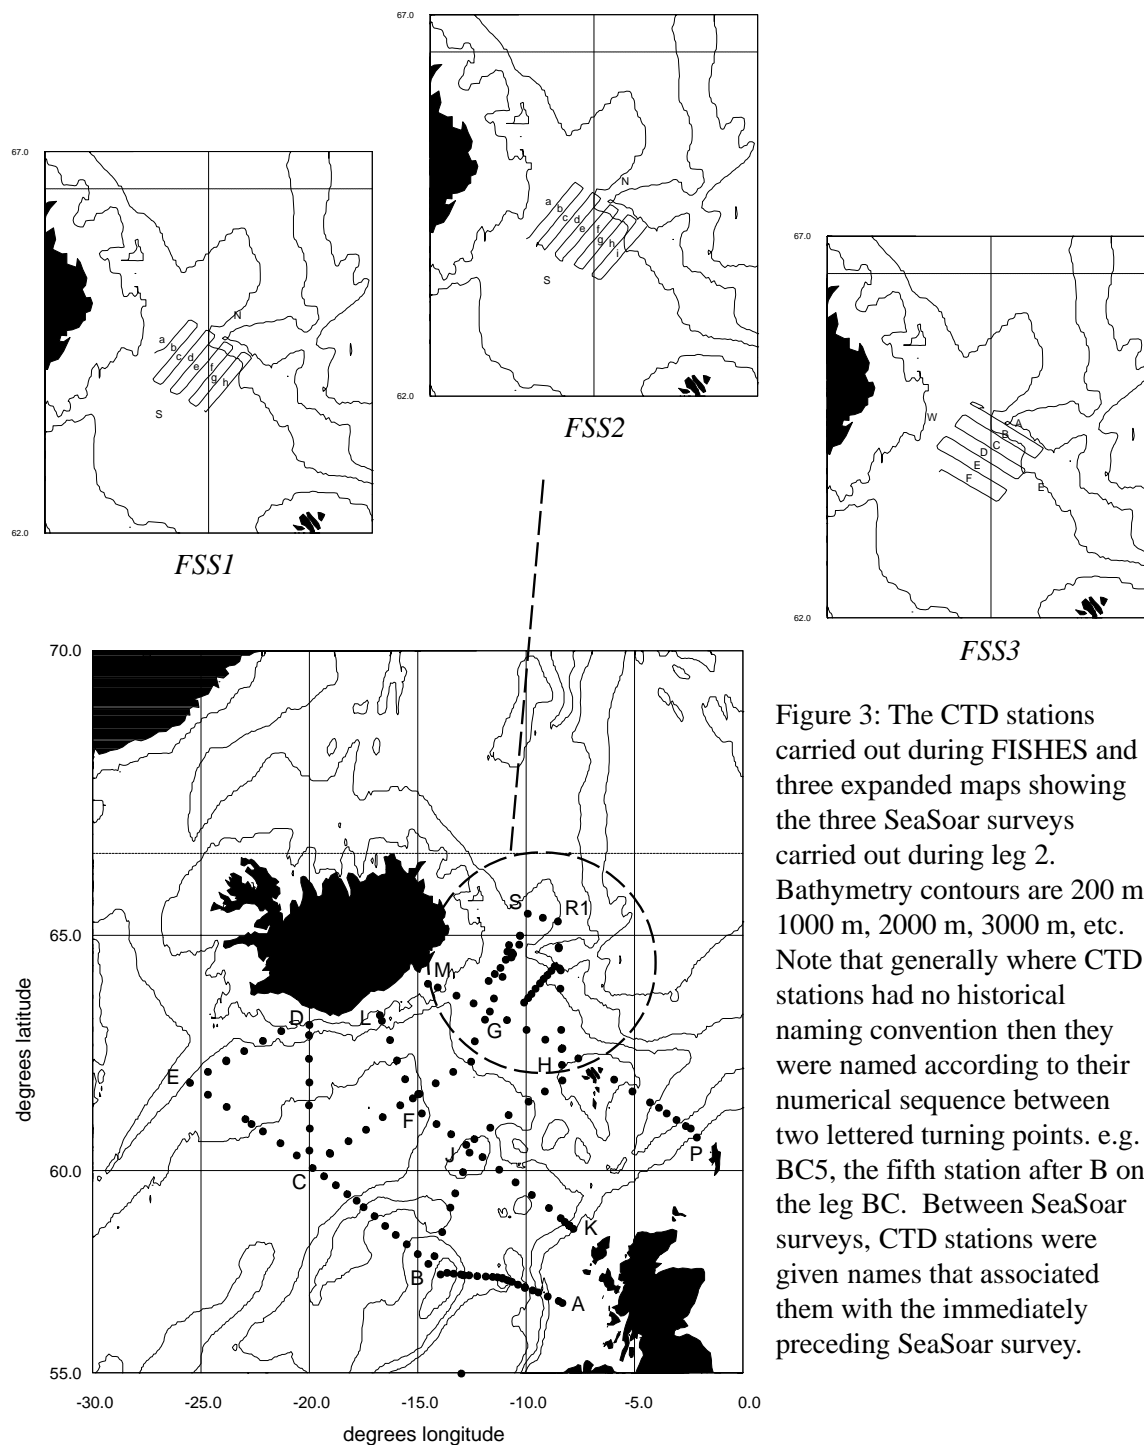 67.0
N
a
b
c
d
e
f
g
h
i
S
62.0
FSS2
67.0
N
a
b
c
d
e
f
g
h
S
62.0
FSS1
67.0
W
A
B
C
D
E
F
E
62.0
FSS3
70.0
65.0
60.0
55.0
degrees latitude
S
R1
M
L
D
G
E
H
F
J
P
C
K
B
A
-30.0
-25.0
-20.0
-15.0
-10.0
-5.0
0.0
degrees longitude
Figure 3: The CTD stations
carried out during FISHES and
three expanded maps showing
the three SeaSoar surveys
carried out during leg 2.
Bathymetry contours are 200 m
1000 m, 2000 m, 3000 m, etc.
Note that generally where CTD
stations had no historical
naming convention then they
were named according to their
numerical sequence between
two lettered turning points. e.g.
BC5, the fifth station after B on
the leg BC. Between SeaSoar
surveys, CTD stations were
given names that associated
them with the immediately
preceding SeaSoar survey.